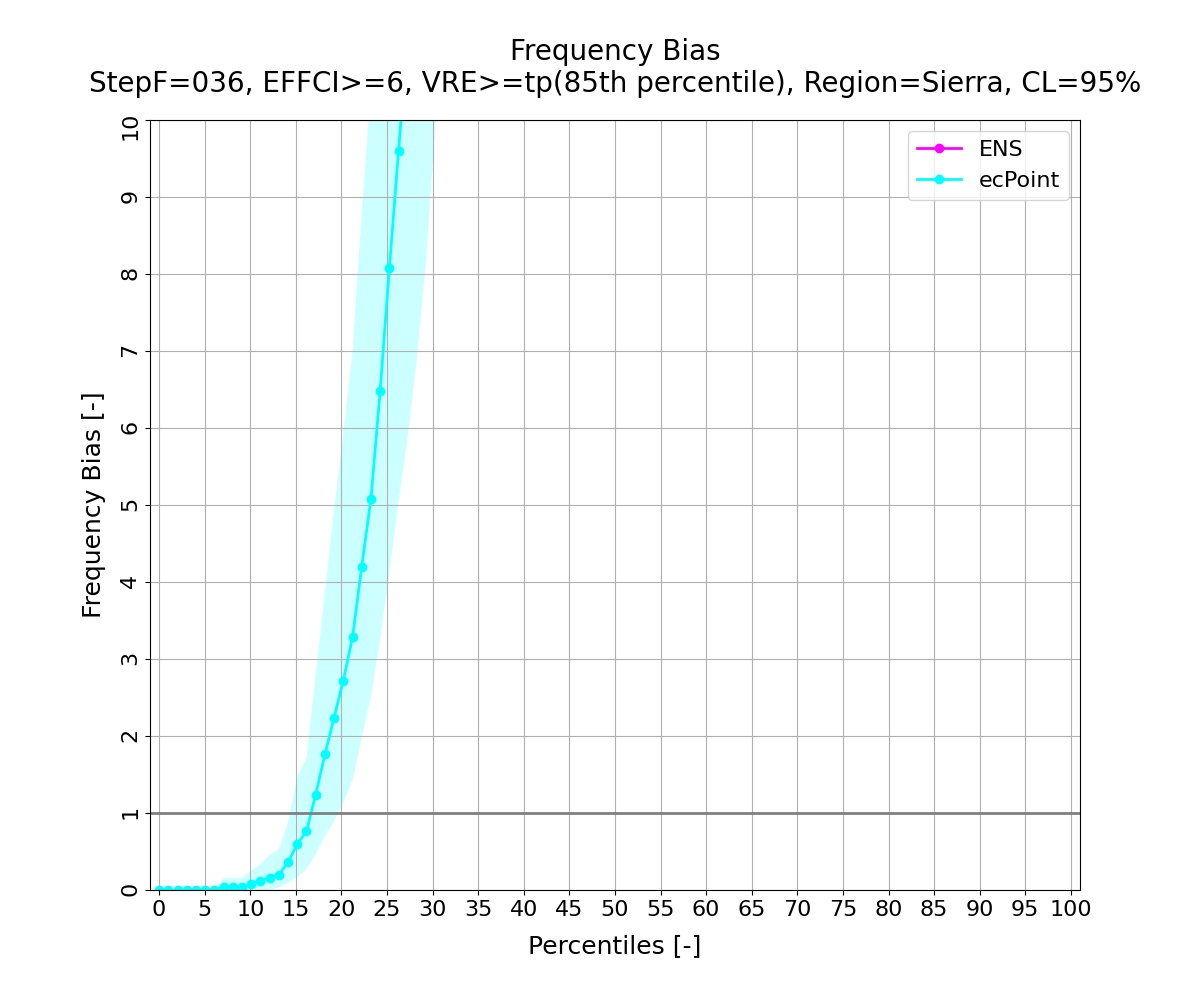 Frequency Bias
StepF=036, EFFCI>=6, VRE>=tp(85th percentile), Region=Sierra, CL=95%
ENS
ecPoint
Frequency Bias [-]
10
9
8
7
6
5
4
3
2
1
0
0 5 10 15 20 25 30 35 40 45 50 55 60 65 70 75 80 85 90 95 100
Percentiles [-]